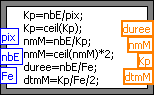 Kp=nbE/pix;
Kp=ceil(Kp);
nmM=nbE/Kp;
nmM=ceil(nmM)*2;
duree=nbE/Fe;
dtmM=Kp/Fe/2;
pix
nbE
Fe
duree
nmM
Kp
dtmM